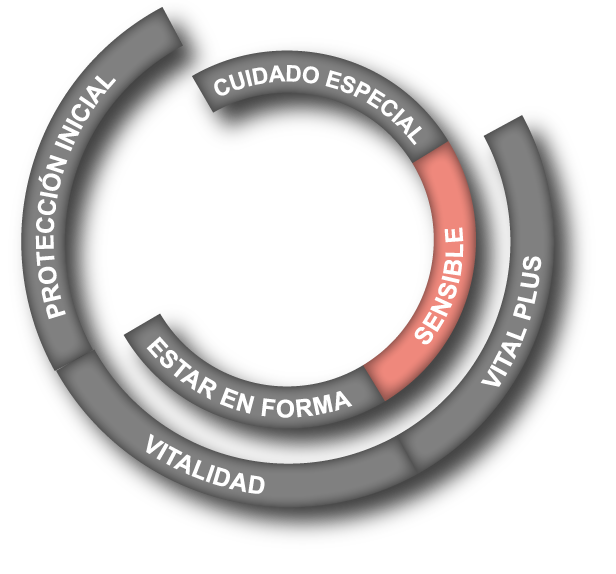 PROTECCIÓN INICIAL
CUIDADO ESPECIAL
SENSIBLE
VITAL PLUS
ESTAR EN FORMA
VITALIDAD